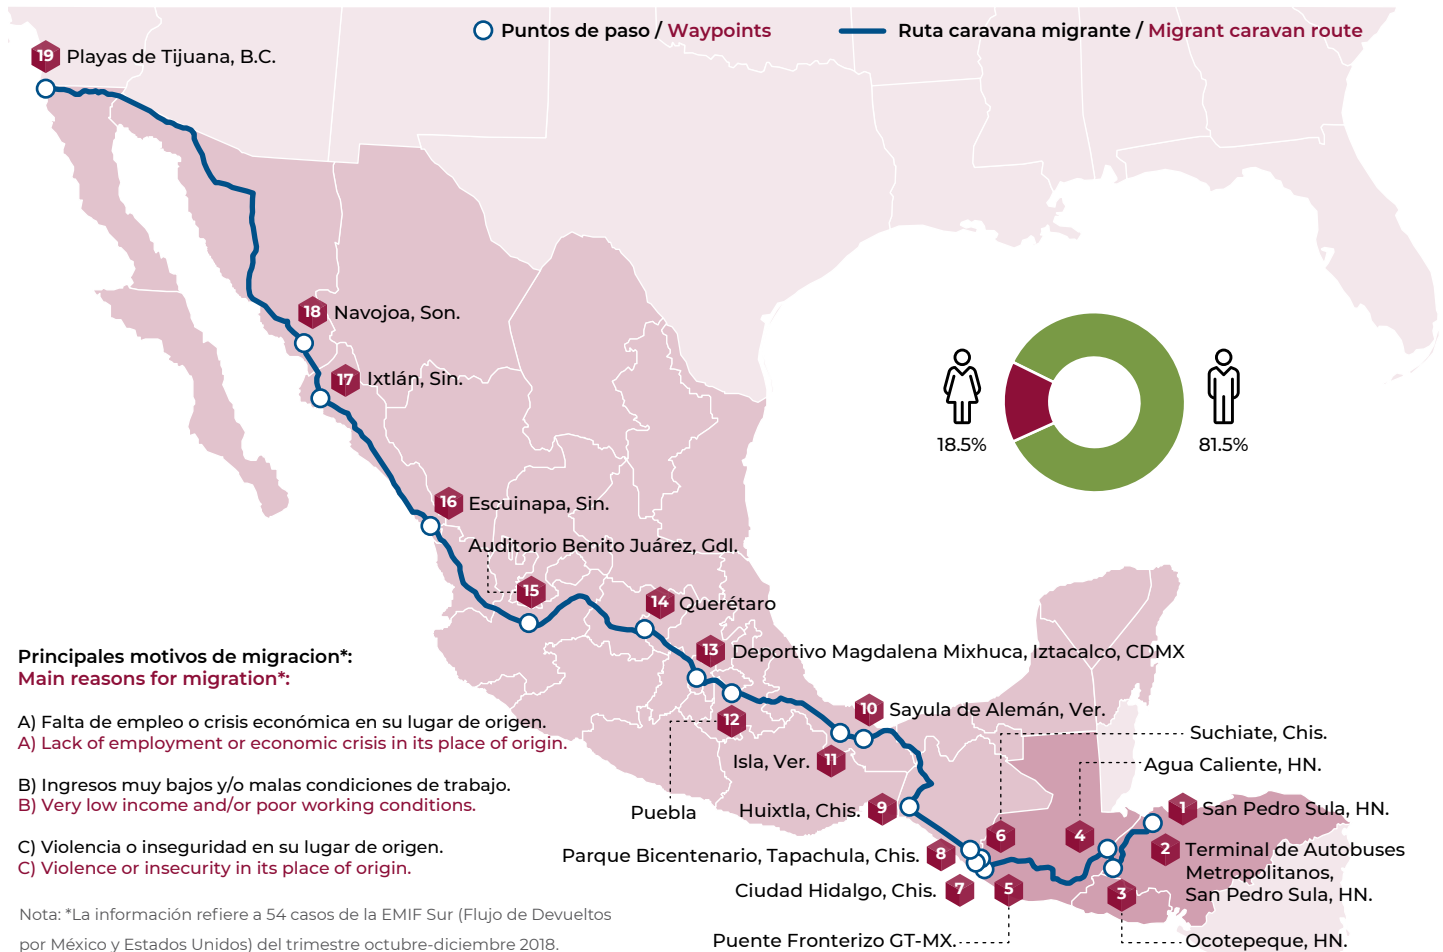 Puntos de paso / Waypoints
Ruta caravana migrante / Migrant caravan route
19 Playas de Tijuana, B.C.
18 Navojoa, Son.
17 Ixtlán, Sin.
18.5%
81.5%
16 Escuinapa, Sin.
Auditorio Benito Juárez, Gdl.
15
14 Querétaro
13 Deportivo Magdalena Mixhuca, Iztacalco, CDMX
12
Puebla
10 Sayula de Alemán, Ver.
Isla, Ver. 11
Suchiate, Chis.
Agua Caliente, HN.
Huixtla, Chis. 9
1 San Pedro Sula, HN.
6
4
Parque Bicentenario, Tapachula, Chis. 8
2 Terminal de Autobuses
Metropolitanos,
San Pedro Sula, HN.
Ciudad Hidalgo, Chis. 7
5
3
Puente Fronterizo GT-MX.
Ocotepeque, HN.
Principales motivos de migracion*:
Main reasons for migration*:
A) Falta de empleo o crisis económica en su lugar de origen.
A) Lack of employment or economic crisis in its place of origin.
B) Ingresos muy bajos y/o malas condiciones de trabajo.
B) Very low income and/or poor working conditions.
C) Violencia o inseguridad en su lugar de origen.
C) Violence or insecurity in its place of origin.
Nota: *La información refiere a 54 casos de la EMIF Sur (Flujo de Devueltos
por México y Estados Unidos) del trimestre octubre-diciembre 2018.